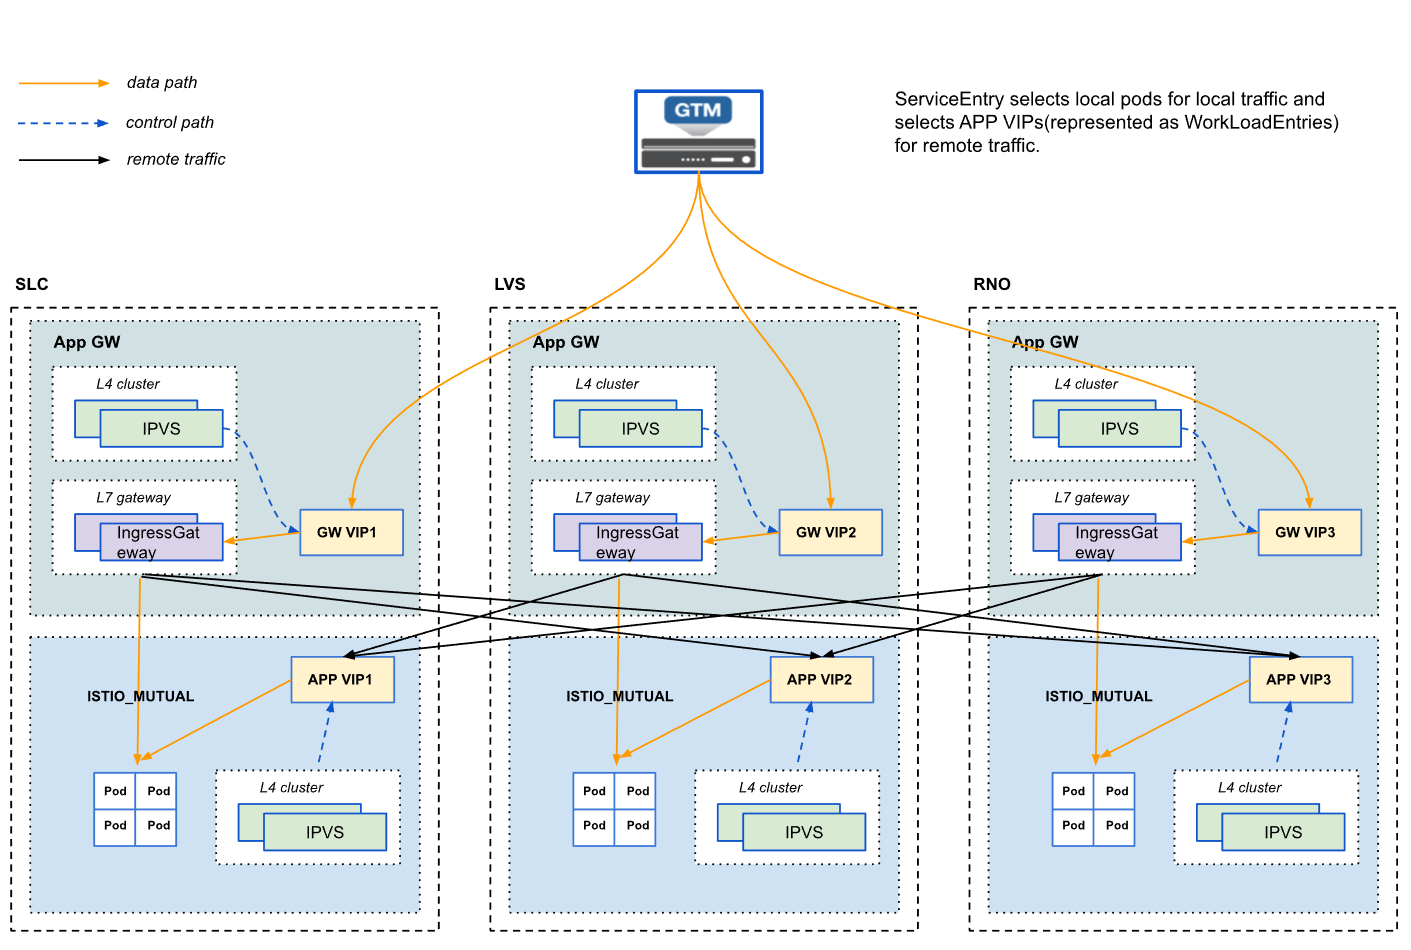 data path
control path
remote traffic
GTM
ServiceEntry selects local pods for local traffic and
selects APP VIPs(represented as WorkLoadEntries)
for remote traffic.
SLC
App GW
L4 cluster
IPVS
L7 gateway
IngressGat
eway
GW VIP1
APP VIP1
ISTIO_MUTUAL
Pod Pod
Pod Pod
L4 cluster
IPVS
LVS
App GW
L4 cluster
IPVS
L7 gateway
IngressGat
eway
GW VIP2
APP VIP2
ISTIO_MUTUAL
Pod Pod
Pod Pod
L4 cluster
IPVS
RNO
App GW
L4 cluster
IPVS
L7 gateway
IngressGat
eway
GW VIP3
APP VIP3
ISTIO_MUTUAL
Pod Pod
Pod Pod
L4 cluster
IPVS